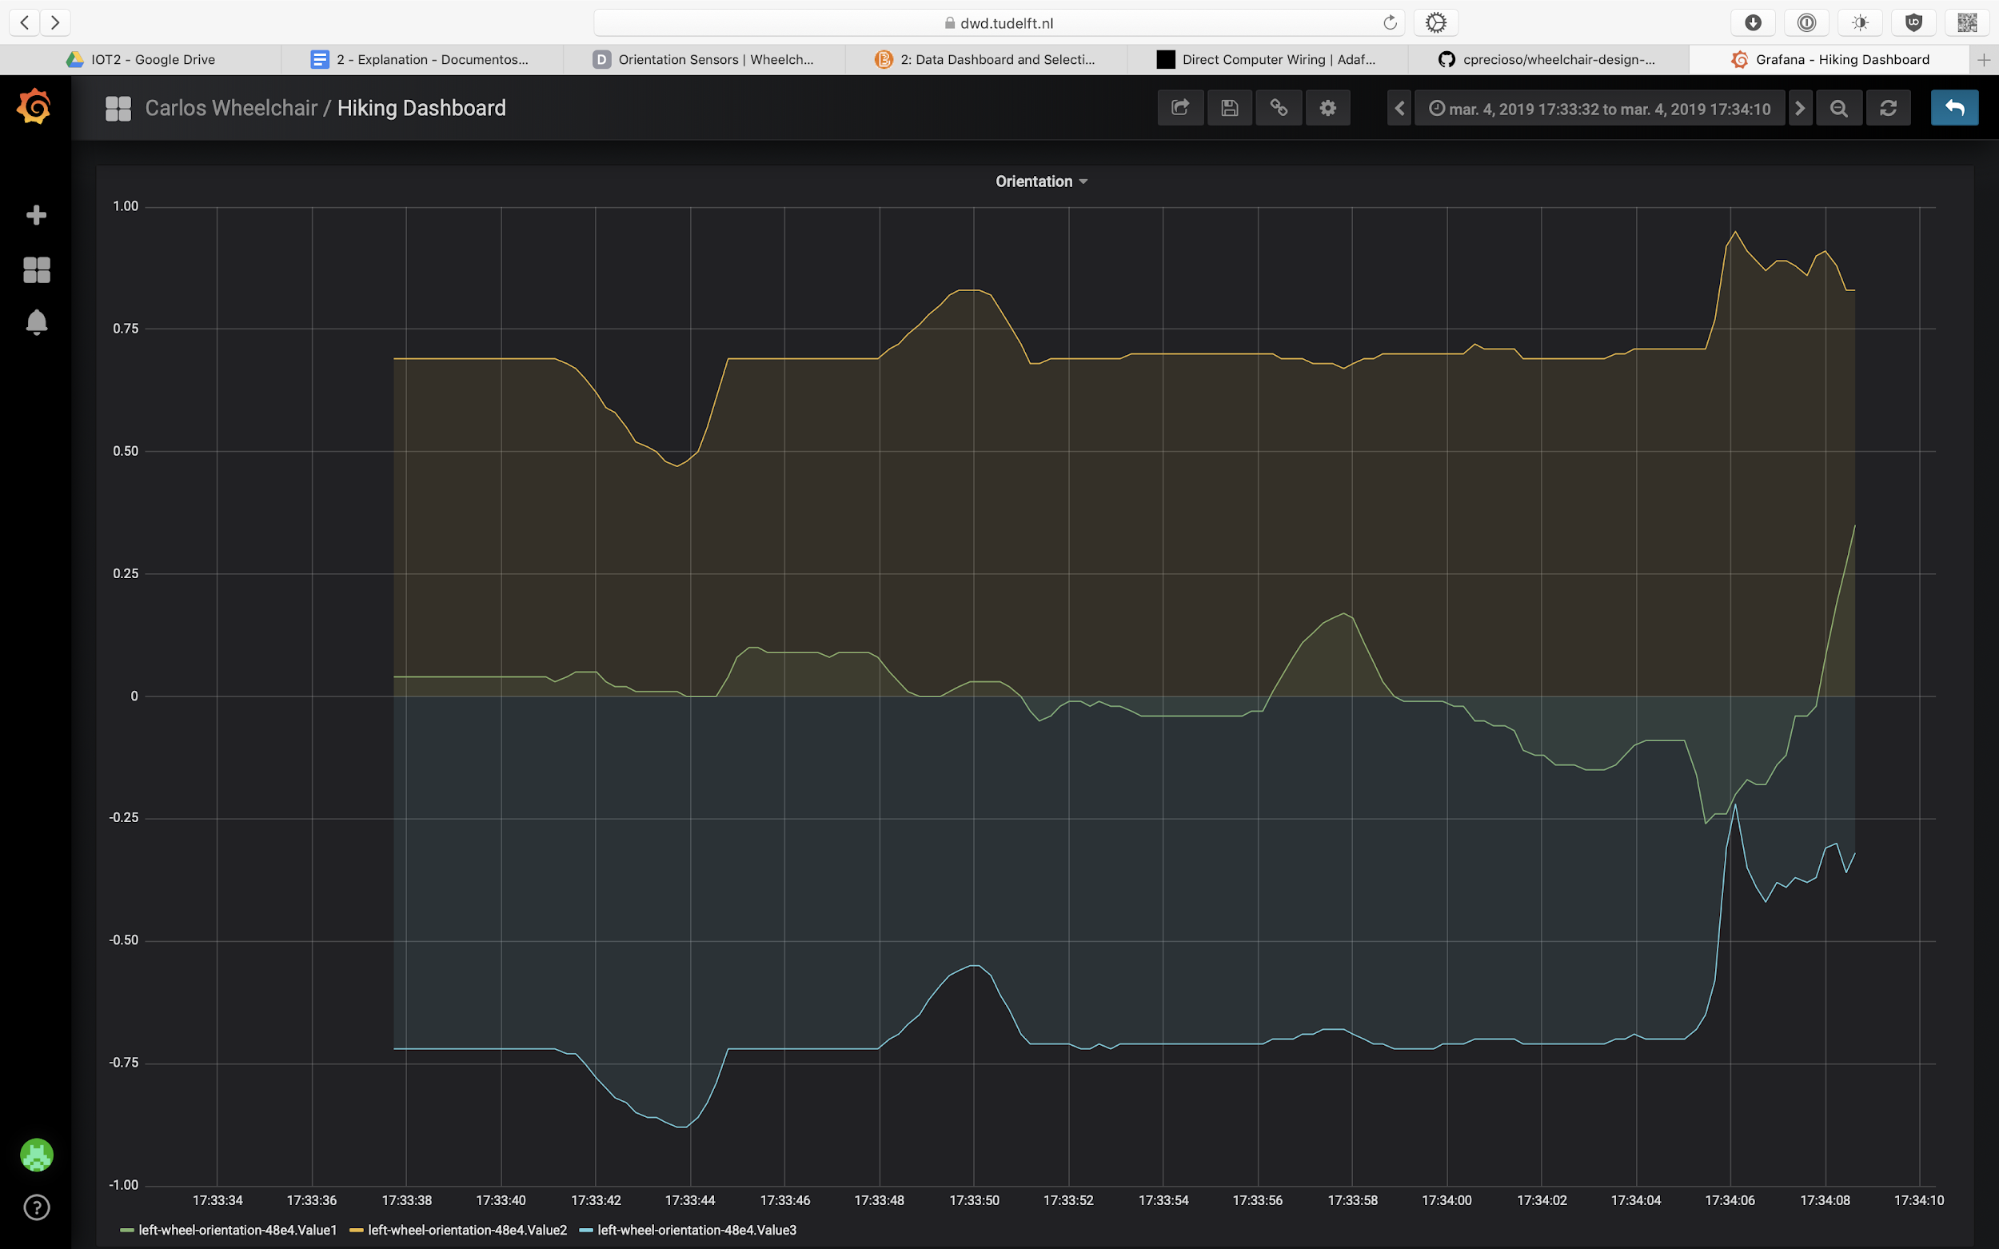 dwd.tudelft.nl
IOT2 - Google Drive
2 - Explanation - Documentos...
Orientation Sensors | Wheelch...
2: Data Dashboard and Selecti...
Direct Computer Wiring | Adaf...
cprecioso/wheelchair-design-...
Grafana - Hiking Dashboard
Carlos Wheelchair / Hiking Dashboard
mar. 4, 2019 17:33:32 to mar. 4, 2019 17:34:10
Orientation
1.00
0.75
0.50
0.25
0
-0.25
-0.50
-0.75
-1.00
17:33:34 17:33:36 17:33:38 17:33:40 17:33:42 17:33:44 17:33:46 17:33:48 17:33:50 17:33:52 17:33:54 17:33:56 17:33:58 17:34:00 17:34:02 17:34:04 17:34:06 17:34:08 17:34:10
left-wheel-orientation-48e4.Value1 left-wheel-orientation-48e4.Value2 left-wheel-orientation-48e4.Value3